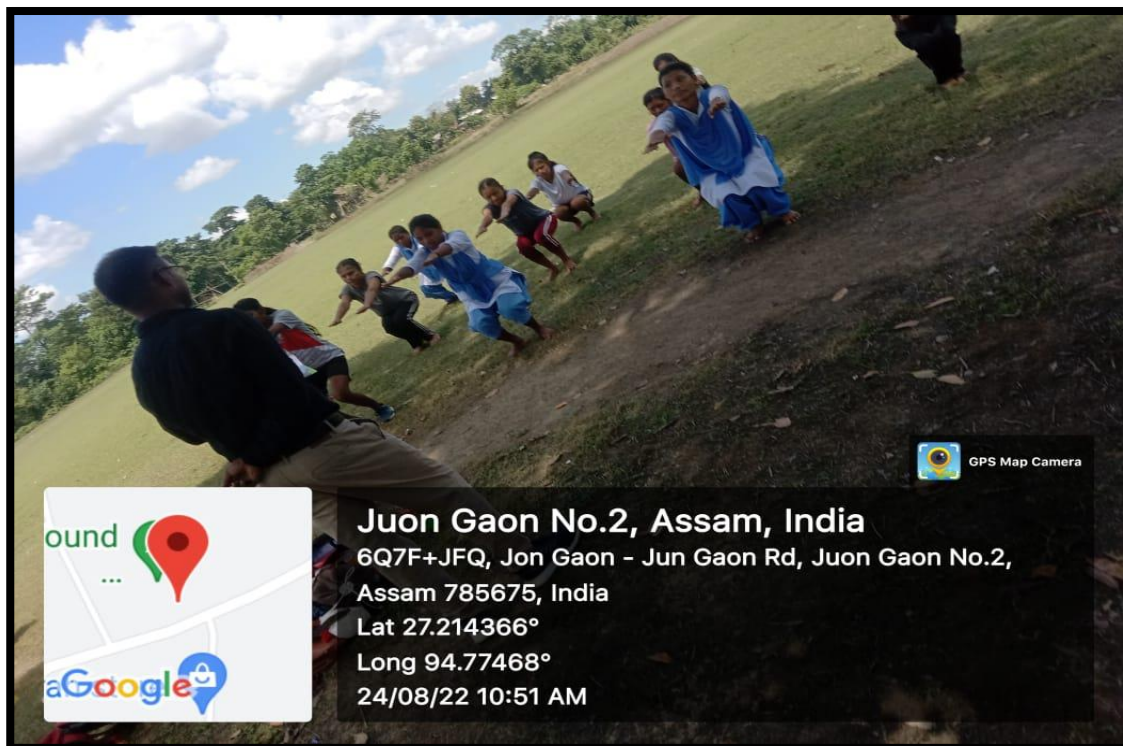 GPS Map Camera
Juon Gaon No.2, Assam, India
6Q7F+JFQ, Jon Gaon - Jun Gaon Rd, Juon Gaon No.2,
Assam 785675, India
Lat 27.214366°
Long 94.77468°
24/08/22 10:51 AM
ound
...
Google